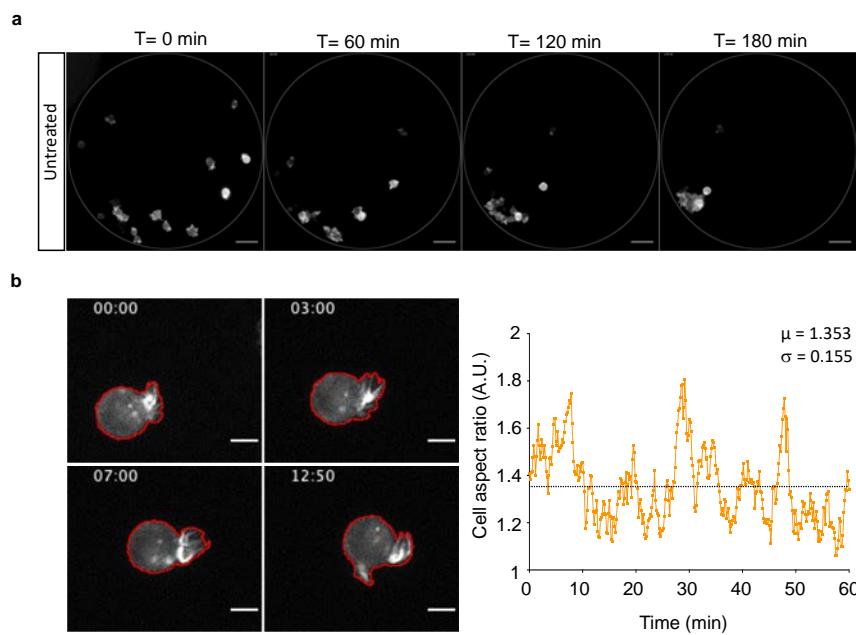 a
T= 0 min
T= 60 min
T= 120 min
T= 180 min
Untreated
b
00:00
03:00
07:00
12:50
μ = 1.353
σ = 0.155
Cell aspect ratio (A.U.)
2
1.8
1.6
1.4
1.2
1
0 10 20 30 40 50 60
Time (min)